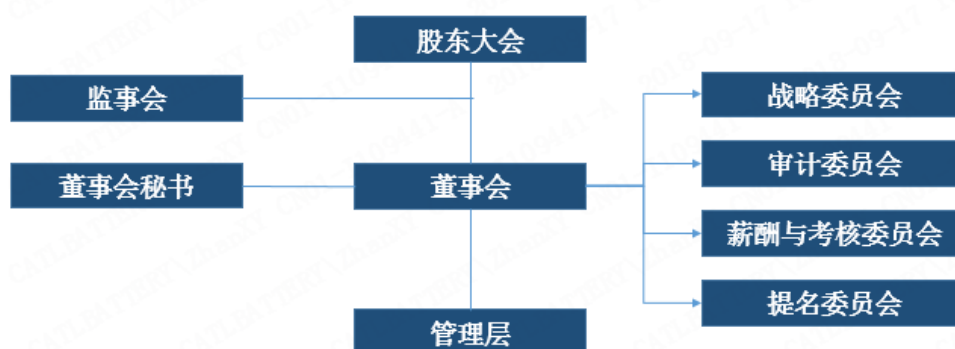 股东大会
监事会
战略委员会
审计委员会
董事会秘书
董事会
薪酬与考核委员会
提名委员会
管理层